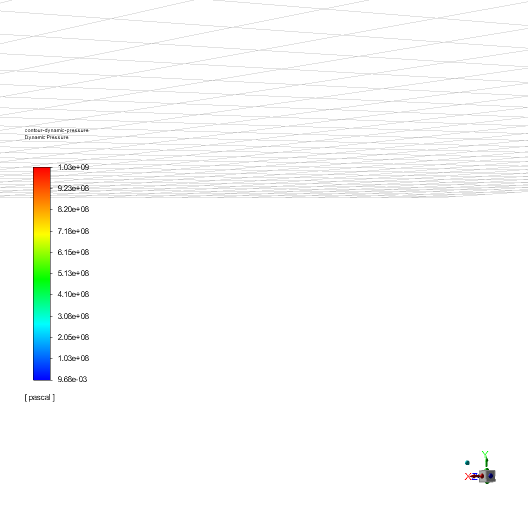 contour-dynamic-pressure
Dynamic Pressure
1.03e+09
9.23e+08
8.20e+08
7.18e+08
6.15e+08
5.13e+08
4.10e+08
3.08e+08
2.05e+08
1.03e+08
9.68e-03
[ pascal ]
Y
X Z